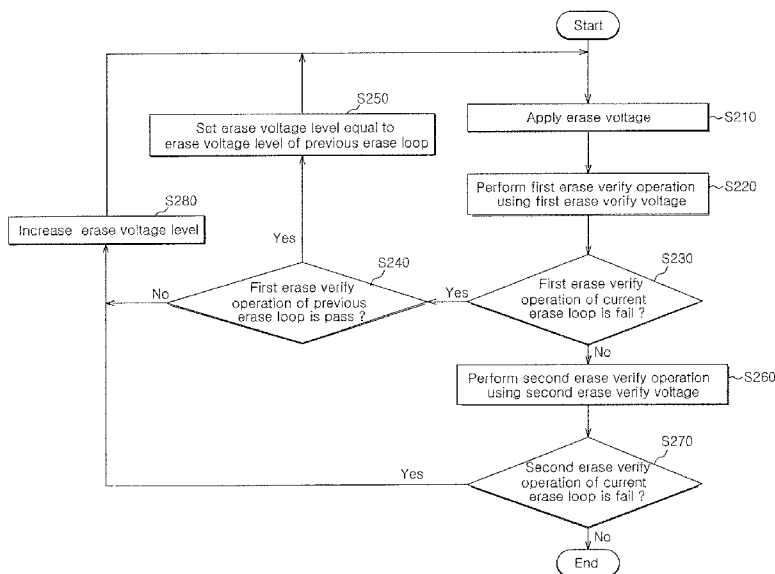 Start
S210
Apply erase voltage
S250
Set erase voltage level equal to
erase voltage level of previous erase loop
S220
Perform first erase verify operation
using first erase verify voltage
S280
Increase erase voltage level
Yes
S240
First erase verify
operation of previous
erase loop is pass ?
No
Yes
S230
First erase verify
operation of current
erase loop is fail ?
No
S260
Perform second erase verify operation
using second erase verify voltage
S270
Second erase verify
operation of current
erase loop is fail ?
Yes
No
End